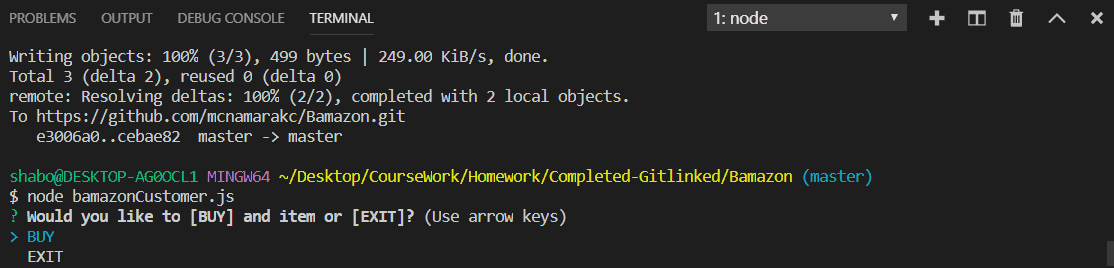 PROBLEMS OUTPUT DEBUG CONSOLE TERMINAL 1: node
Writing objects: 100% (3/3), 499 bytes | 249.00 KiB/s, done.
Total 3 (delta 2), reused 0 (delta 0)
remote: Resolving deltas: 100% (2/2), completed with 2 local objects.
To https://github.com/mcnamarakc/Bamazon.git
   e3006a0..cebae82  master -> master
shabo@DESKTOP-AG0OCL1 MINGW64 ~/Desktop/CourseWork/Homework/Completed-Gitlinked/Bamazon (master)
$ node bamazonCustomer.js
? Would you like to [BUY] and item or [EXIT]? (Use arrow keys)
> BUY
  EXIT